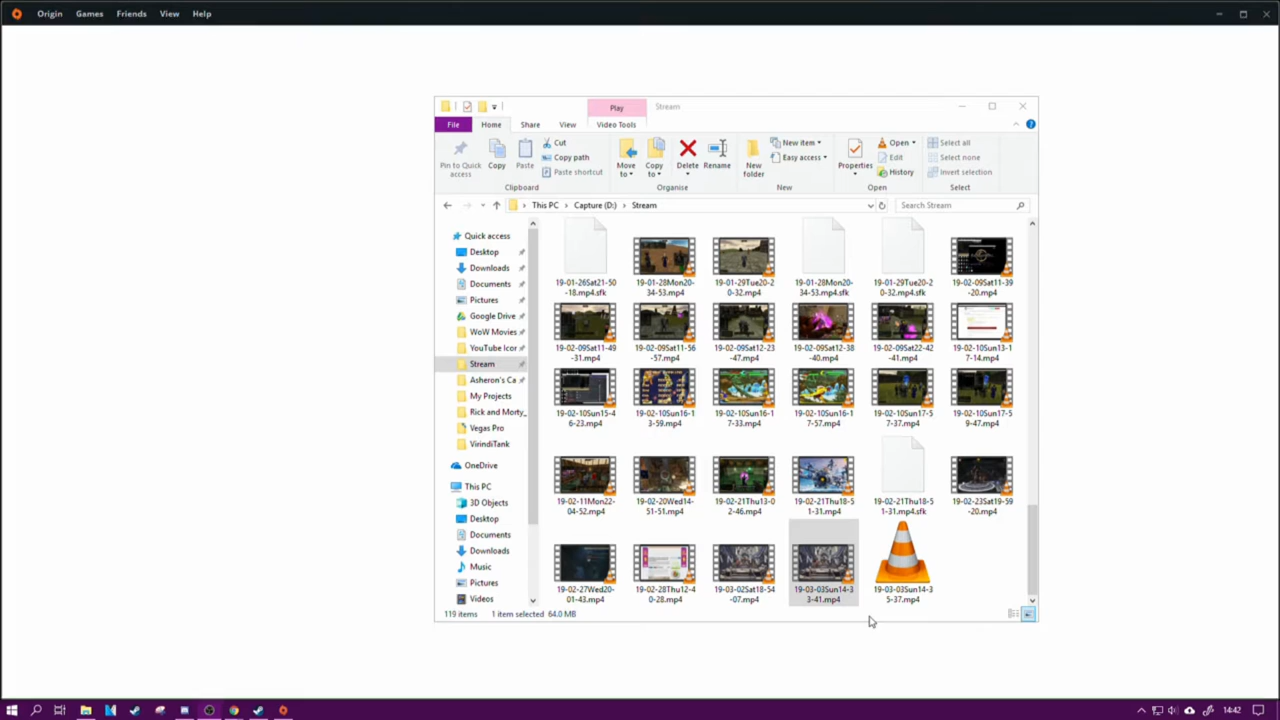 Origin Games Friends View Help
Play Stream
File Home Share View Video Tools
Pin to Quick access
Copy
Paste
Cut
Copy path
Paste shortcut
Clipboard
Move to
Copy to
Delete
Rename
Organise
New folder
New item
Easy access
New
Properties
Open
Edit
History
Open
Select all
Select none
Invert selection
Select
This PC > Capture (D:) > Stream
Search Stream
Quick access
Desktop
Downloads
Documents
Pictures
Google Drive
WoW Movies
YouTube Icor
Stream
Asheron's Ca
My Projects
Rick and Morty_
Vegas Pro
VirindiTank
OneDrive
This PC
3D Objects
Desktop
Documents
Downloads
Music
Pictures
Videos
19-01-26Sat21-50-18.mp4.sfk
19-01-28Mon20-34-53.mp4
19-01-29Tue20-20-32.mp4
19-01-28Mon20-34-53.mp4.sfk
19-01-29Tue20-20-32.mp4.sfk
19-02-09Sat11-39-20.mp4
19-02-09Sat11-49-31.mp4
19-02-09Sat11-56-57.mp4
19-02-09Sat12-23-47.mp4
19-02-09Sat12-38-40.mp4
19-02-09Sat22-42-41.mp4
19-02-10Sun13-17-14.mp4
19-02-10Sun15-46-23.mp4
19-02-10Sun16-13-59.mp4
19-02-10Sun16-17-33.mp4
19-02-10Sun16-17-57.mp4
19-02-10Sun17-57-37.mp4
19-02-10Sun17-59-47.mp4
19-02-11Mon22-04-52.mp4
19-02-20Wed14-51-51.mp4
19-02-21Thu13-02-46.mp4
19-02-21Thu18-51-31.mp4
19-02-21Thu18-51-31.mp4.sfk
19-02-23Sat19-59-20.mp4
19-02-27Wed20-01-43.mp4
19-02-28Thu12-40-28.mp4
19-03-02Sat18-54-07.mp4
19-03-03Sun14-33-41.mp4
19-03-03Sun14-35-37.mp4
119 items 1 item selected 64.0 MB
14:42